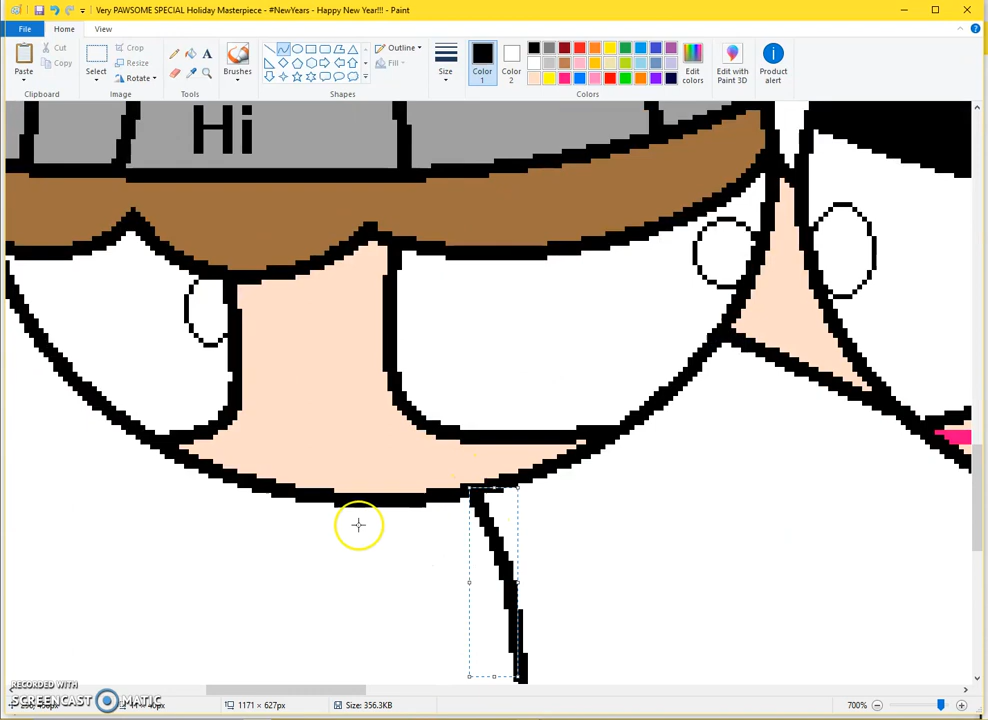 Very PAWSOME SPECIAL Holiday Masterpiece - #NewYears - Happy New Year!!! - Paint
File Home View
Paste Cut Copy
Clipboard
Select Crop Resize Rotate
Image
A
Tools
Brushes
Outline Fill
Shapes
Size
Color 1
Color 2
Edit colors
Colors
Edit with Paint 3D
Product alert
Hi
RECORDED WITH
SCREENCAST MATIC
1171 × 627px
Size: 356.3KB
700%